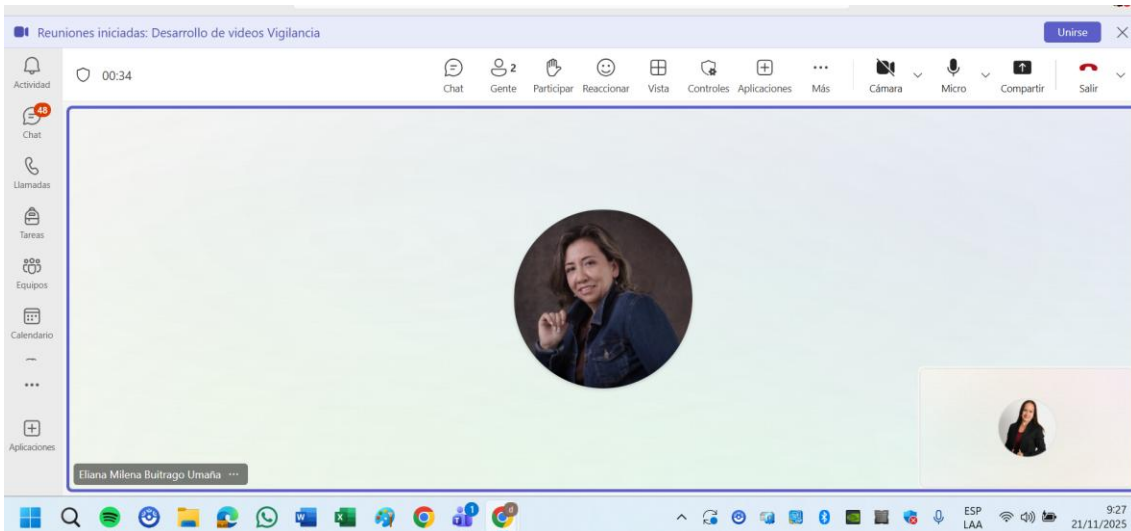 Reuniones iniciadas: Desarrollo de videos Vigilancia
Unirse
Actividad
00:34
Chat
2
Gente
Participar
Reaccionar
Vista
Controles
Aplicaciones
Más
Cámara
Micro
Compartir
Salir
48
Chat
Llamadas
Tareas
Equipos
Calendario
Aplicaciones
Eliana Milena Buitrago Umaña ...
ESP
LAA
9:27
21/11/2025